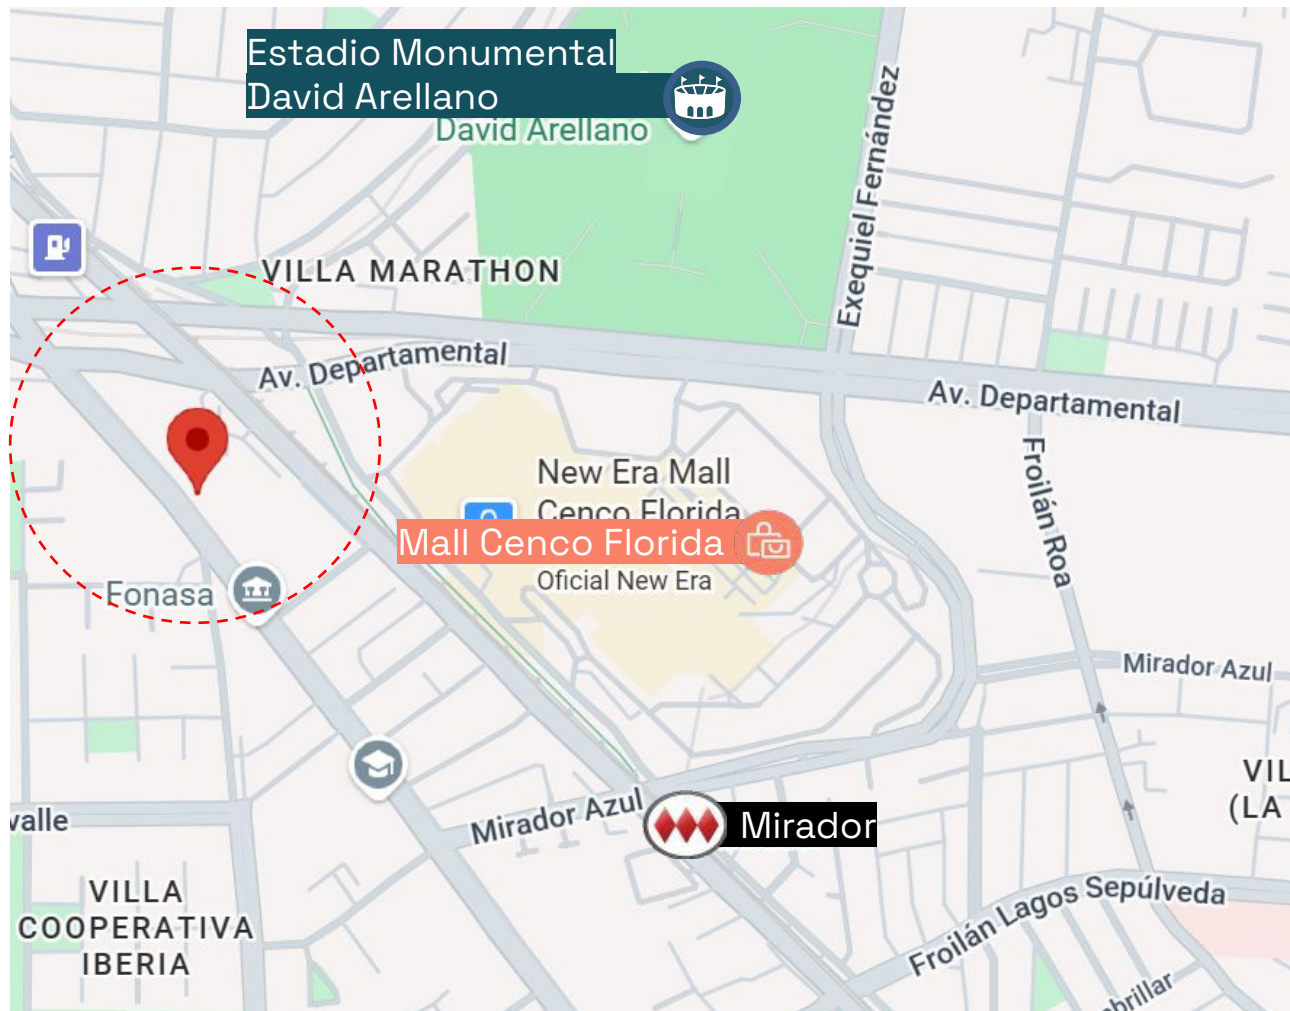 Estadio Monumental
David Arellano
David Arellano
Exequiel Fernández
VILLA MARATHON
Av. Departamental
Av. Departamental
Froilán Roa
New Era Mall
Cenco Florida
Mall Cenco Florida
Oficial New Era
Fonasa
Mirador Azul
VIL
(LA
Mirador Azul
Mirador
valle
VILLA
COOPERATIVA
IBERIA
Froilán Lagos Sepúlveda
brillar